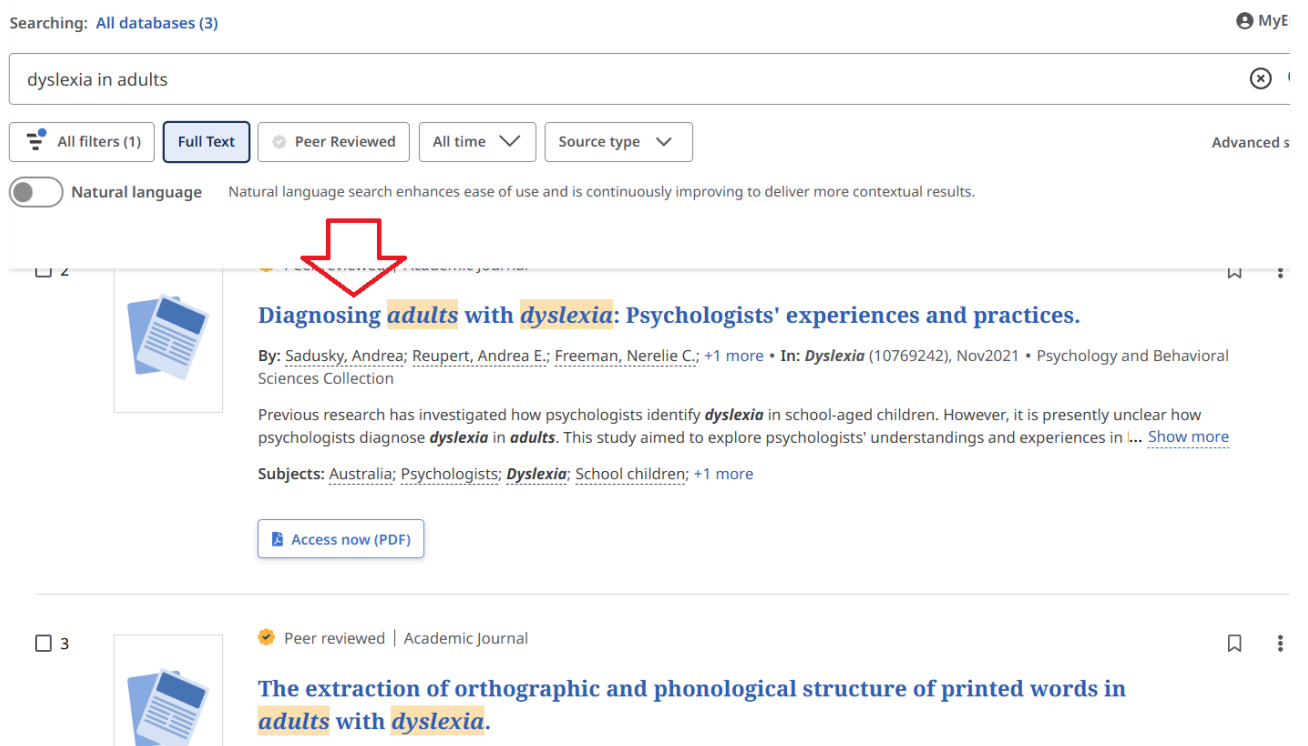 Searching: All databases (3)
MyE
dyslexia in adults
All filters (1)
Full Text
Peer Reviewed
All time
Source type
Advanced s
Natural language
Natural language search enhances ease of use and is continuously improving to deliver more contextual results.
2
Peer reviewed | Academic Journal
Diagnosing adults with dyslexia: Psychologists' experiences and practices.
By: Sadusky, Andrea; Reupert, Andrea E.; Freeman, Nerelie C.; +1 more • In: Dyslexia (10769242), Nov2021 • Psychology and Behavioral
Sciences Collection
Previous research has investigated how psychologists identify dyslexia in school-aged children. However, it is presently unclear how
psychologists diagnose dyslexia in adults. This study aimed to explore psychologists' understandings and experiences in ... Show more
Subjects: Australia; Psychologists; Dyslexia; School children; +1 more
Access now (PDF)
3
Peer reviewed | Academic Journal
The extraction of orthographic and phonological structure of printed words in
adults with dyslexia.